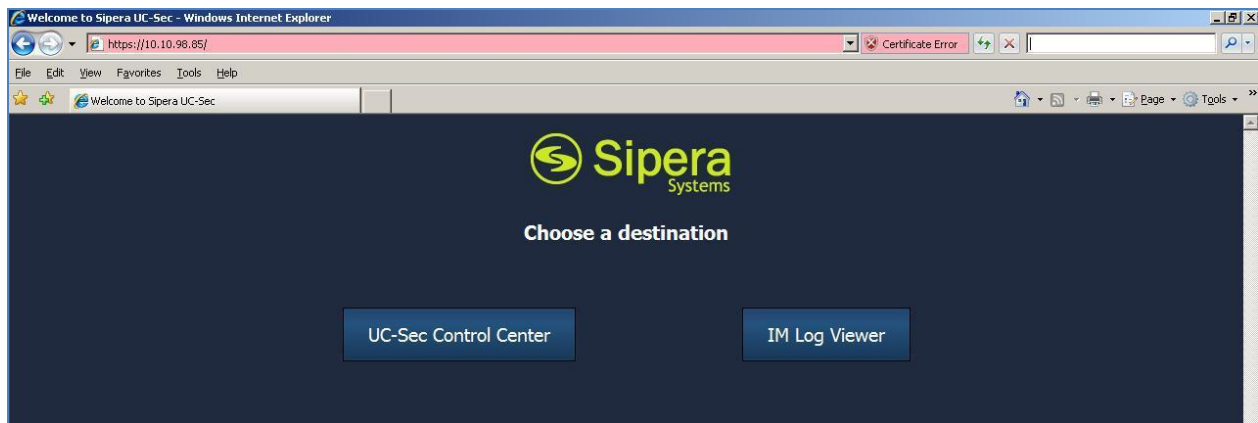 Welcome to Sipera UC-Sec - Windows Internet Explorer
https://10.10.98.85/
Certificate Error
File Edit View Favorites Tools Help
Welcome to Sipera UC-Sec
Page
Tools
»
Sipera
Systems
Choose a destination
UC-Sec Control Center
IM Log Viewer